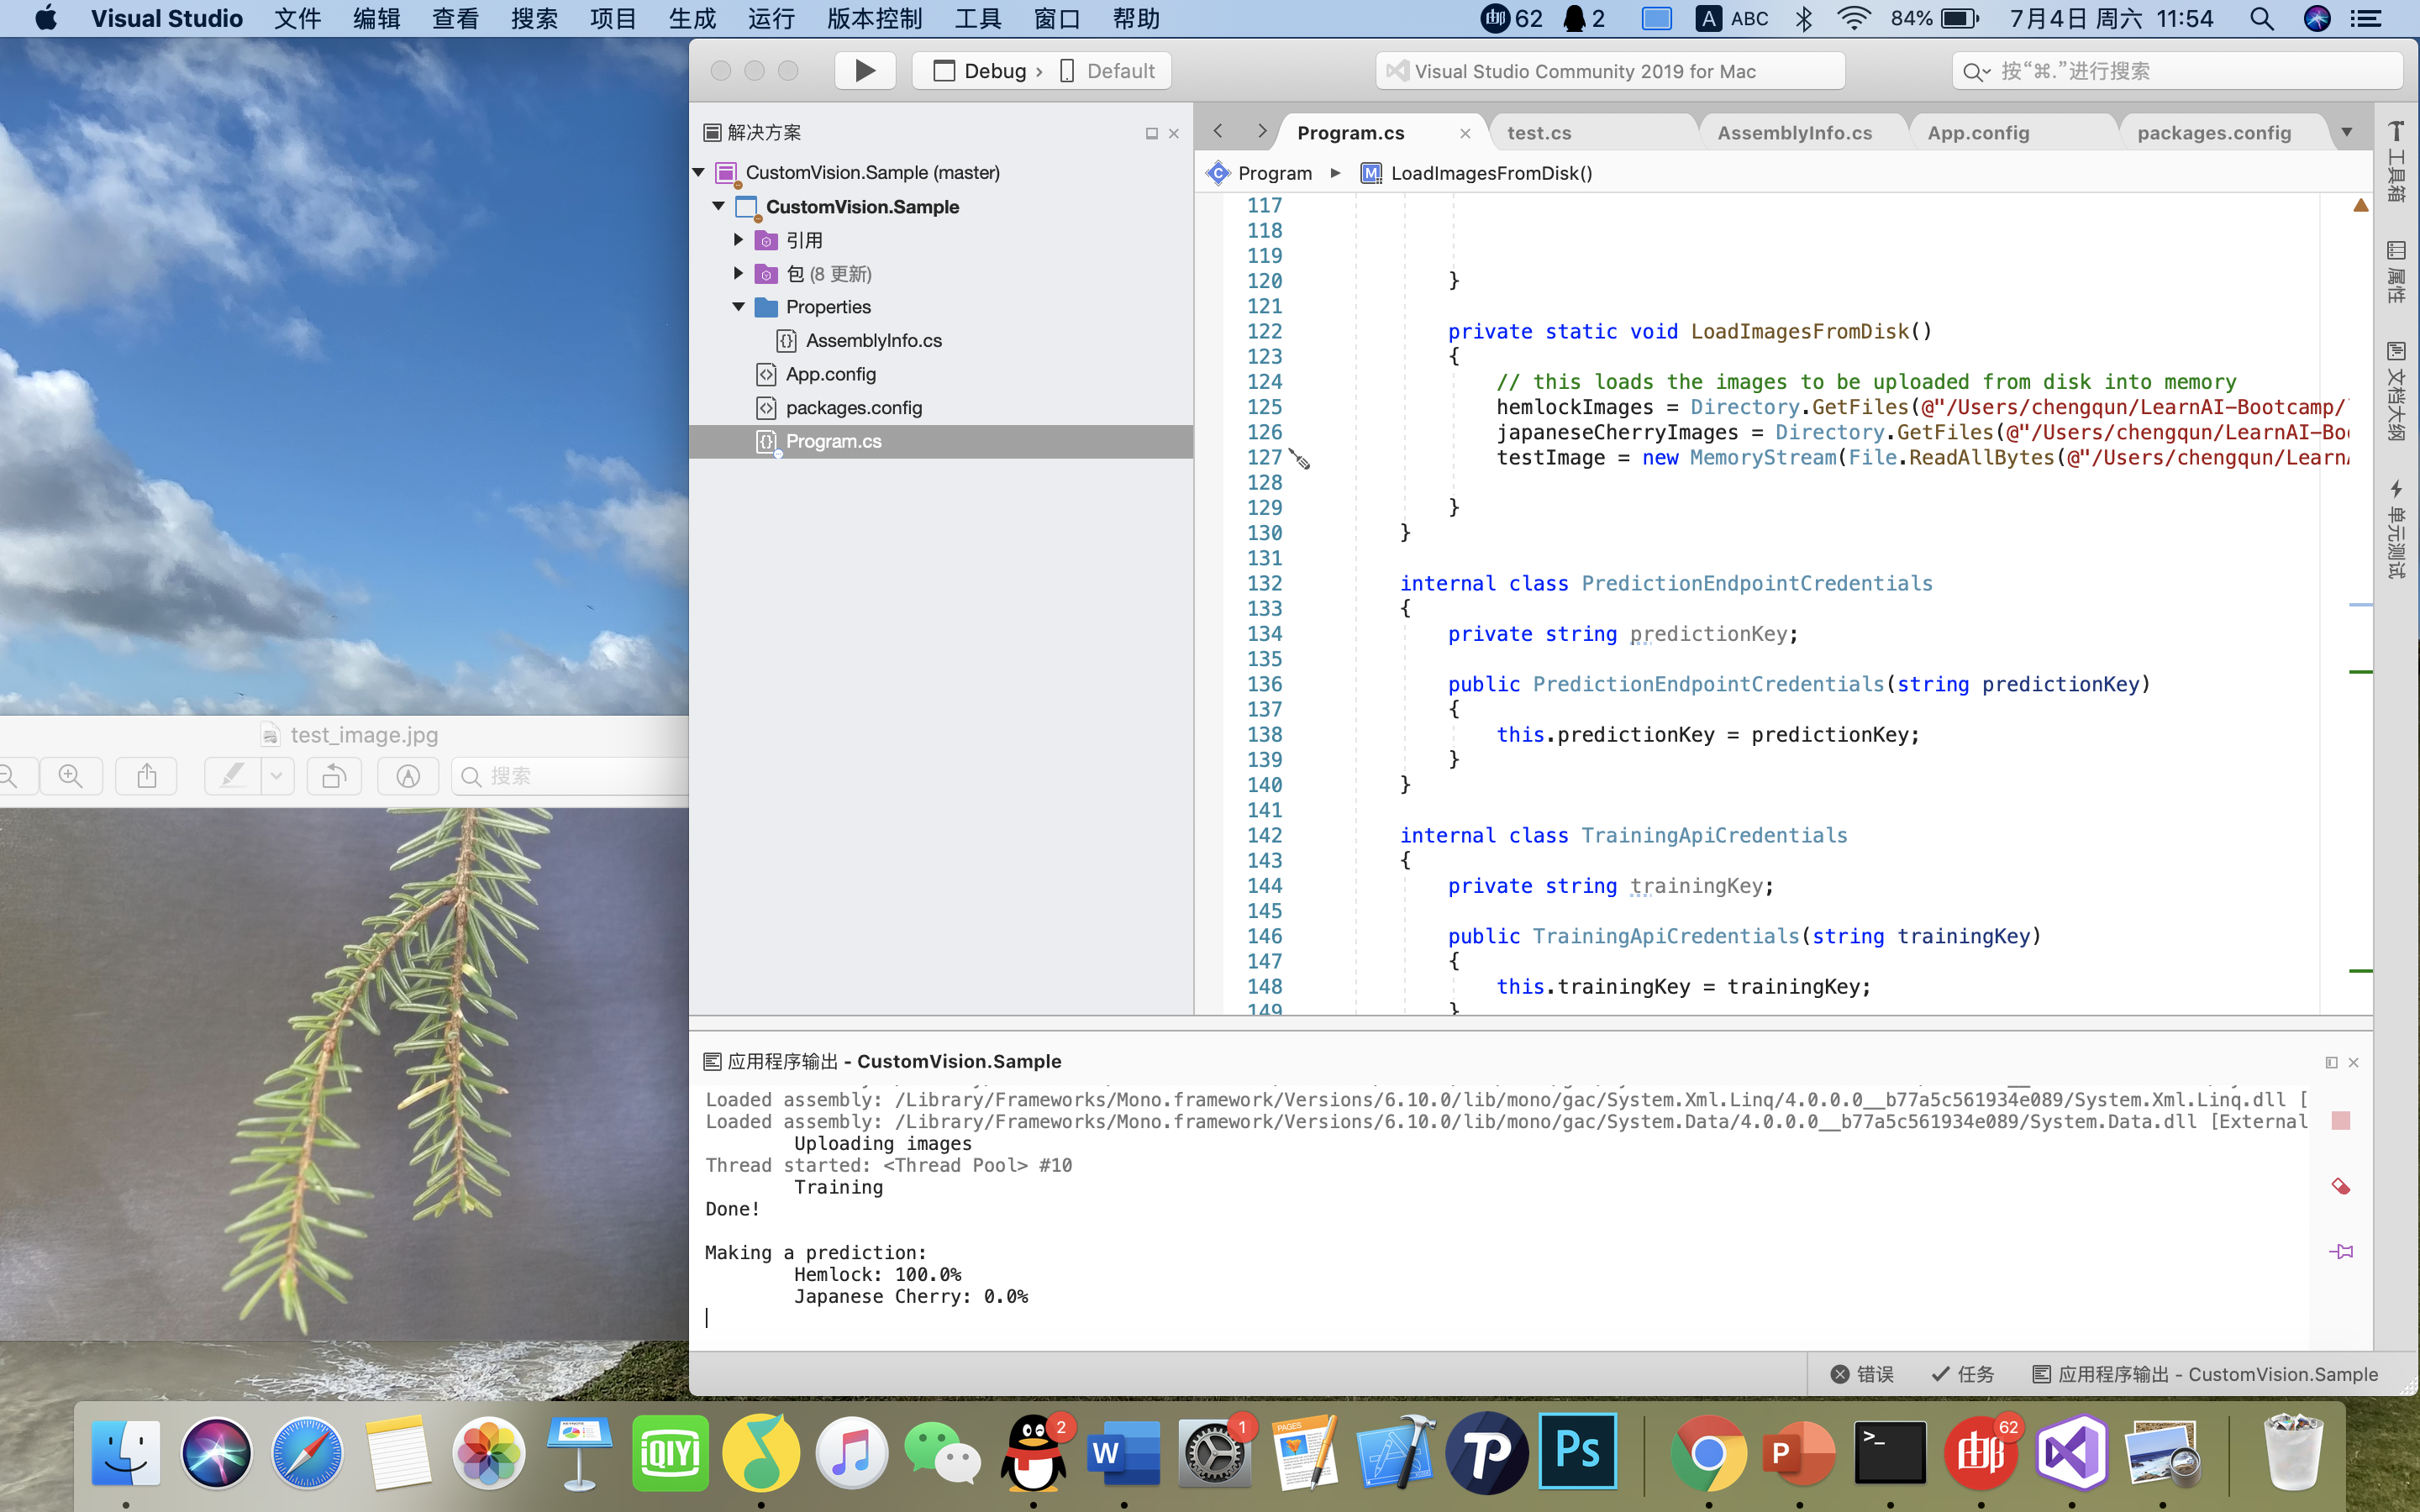 Visual Studio 文件 编辑 查看 搜索 项目 生成 运行 版本控制 工具 窗口 帮助 62 2 A ABC 84% 7月4日 周六 11:54
Debug › Default
Visual Studio Community 2019 for Mac
按“⌘.”进行搜索
解决方案
CustomVision.Sample (master)
CustomVision.Sample
引用
包 (8 更新)
Properties
AssemblyInfo.cs
App.config
packages.config
Program.cs
Program.cs test.cs AssemblyInfo.cs App.config packages.config
Program LoadImagesFromDisk()
117
118
119
120 }
121
122 private static void LoadImagesFromDisk()
123 {
124 // this loads the images to be uploaded from disk into memory
125 hemlockImages = Directory.GetFiles(@"/Users/chengqun/LearnAI-Bootcamp/
126 japaneseCherryImages = Directory.GetFiles(@"/Users/chengqun/LearnAI-Bo
127 testImage = new MemoryStream(File.ReadAllBytes(@"/Users/chengqun/Learn
128
129 }
130 }
131
132 internal class PredictionEndpointCredentials
133 {
134 private string predictionKey;
135
136 public PredictionEndpointCredentials(string predictionKey)
137 {
138 this.predictionKey = predictionKey;
139 }
140 }
141
142 internal class TrainingApiCredentials
143 {
144 private string trainingKey;
145
146 public TrainingApiCredentials(string trainingKey)
147 {
148 this.trainingKey = trainingKey;
149 }
工具箱
属性
文档大纲
单元测试
test_image.jpg
搜索
应用程序输出 - CustomVision.Sample
Loaded assembly: /Library/Frameworks/Mono.framework/Versions/6.10.0/lib/mono/gac/System.Xml.Linq/4.0.0.0__b77a5c561934e089/System.Xml.Linq.dll [
Loaded assembly: /Library/Frameworks/Mono.framework/Versions/6.10.0/lib/mono/gac/System.Data/4.0.0.0__b77a5c561934e089/System.Data.dll [External
Uploading images
Thread started: <Thread Pool> #10
Training
Done!
Making a prediction:
Hemlock: 100.0%
Japanese Cherry: 0.0%
错误 任务 应用程序输出 - CustomVision.Sample
KEYNOTE
iQIYI
2
W
1
PAGES
Ps
P
>_
62